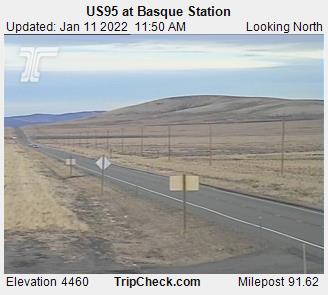 US95 at Basque Station
Updated: Jan 11 2022 11:50 AM Looking North
Elevation 4460 TripCheck.com Milepost 91.62